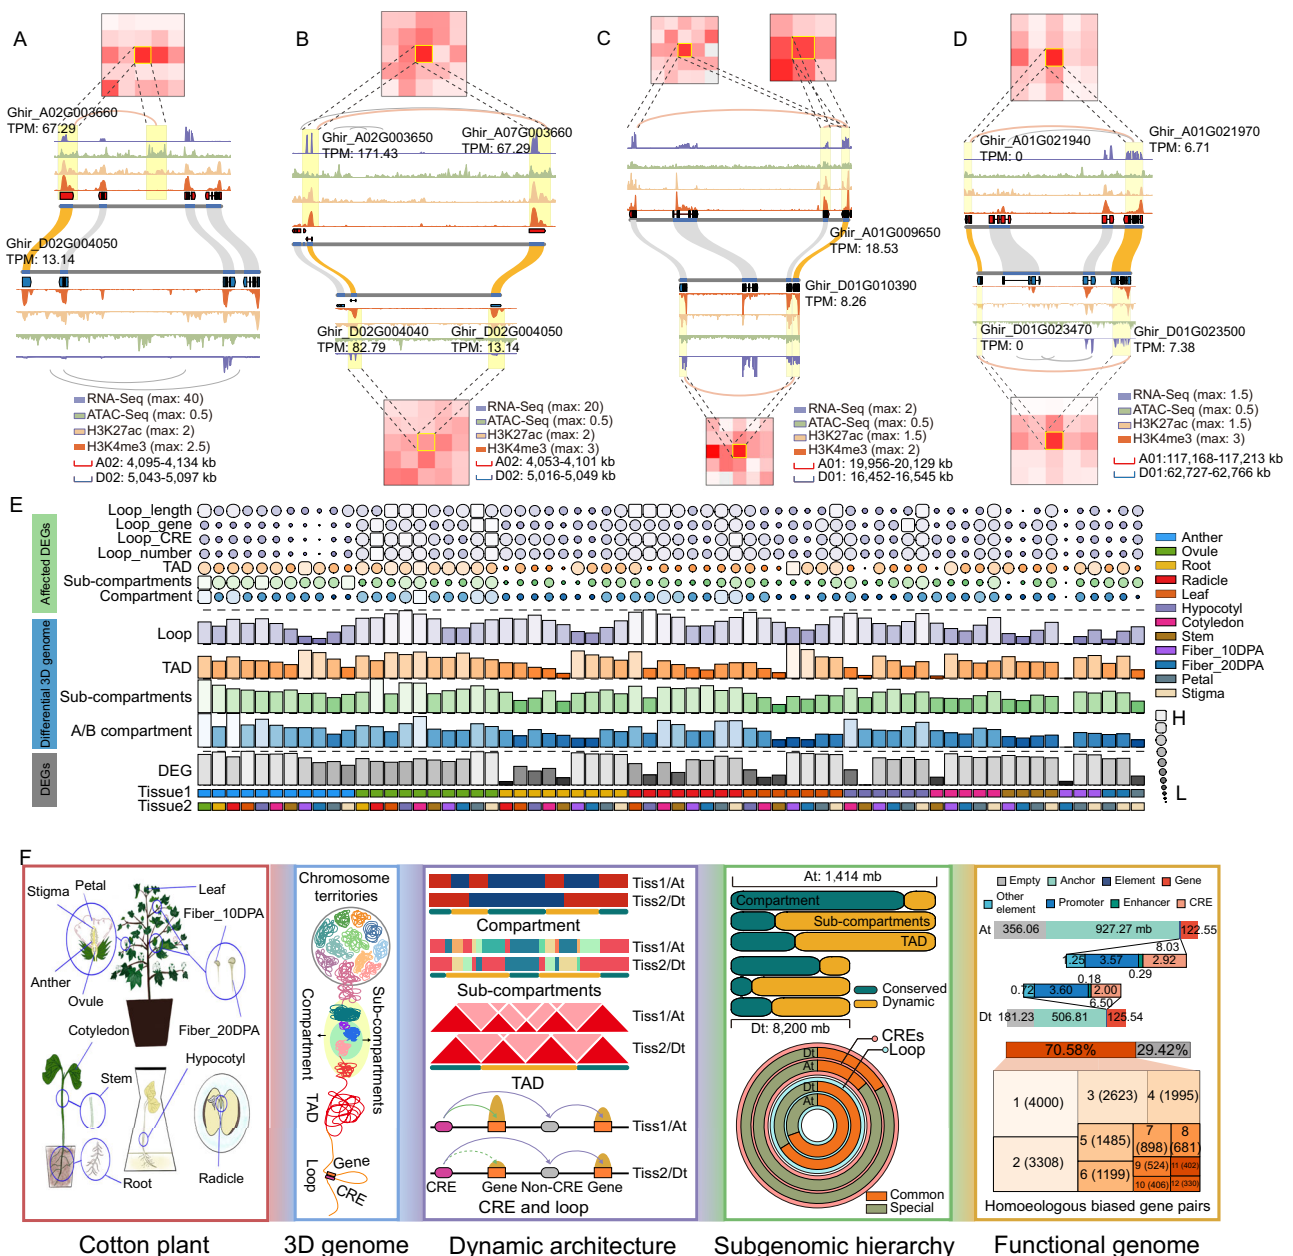 A
B
C
D
Ghir_A02G003660
TPM: 67.29
Ghir_D02G004050
TPM: 13.14
RNA-Seq (max: 40)
ATAC-Seq (max: 0.5)
H3K27ac (max: 2)
H3K4me3 (max: 2.5)
A02: 4,095-4,134 kb
D02: 5,043-5,097 kb
Ghir_A02G003650
TPM: 171.43
Ghir_A07G003660
TPM: 67.29
Ghir_D02G004040
TPM: 82.79
Ghir_D02G004050
TPM: 13.14
RNA-Seq (max: 20)
ATAC-Seq (max: 0.5)
H3K27ac (max: 2)
H3K4me3 (max: 3)
A02: 4,053-4,101 kb
D02: 5,016-5,049 kb
Ghir_A01G009650
TPM: 18.53
Ghir_D01G010390
TPM: 8.26
RNA-Seq (max: 2)
ATAC-Seq (max: 0.5)
H3K27ac (max: 1.5)
H3K4me3 (max: 2)
A01: 19,956-20,129 kb
D01: 16,452-16,545 kb
Ghir_A01G021940
TPM: 0
Ghir_A01G021970
TPM: 6.71
Ghir_D01G023470
TPM: 0
Ghir_D01G023500
TPM: 7.38
RNA-Seq (max: 1.5)
ATAC-Seq (max: 0.5)
H3K27ac (max: 1.5)
H3K4me3 (max: 3)
A01:117,168-117,213 kb
D01:62,727-62,766 kb
E
Affected DEGs
Loop_length
Loop_gene
Loop_CRE
Loop_number
TAD
Sub-compartments
Compartment
Differential 3D genome
Loop
TAD
Sub-compartments
A/B compartment
DEGs
DEG
Tissue1
Tissue2
Anther
Ovule
Root
Radicle
Leaf
Hypocotyl
Cotyledon
Stem
Fiber_10DPA
Fiber_20DPA
Petal
Stigma
H
L
F
Stigma
Petal
Leaf
Fiber_10DPA
Anther
Ovule
Fiber_20DPA
Cotyledon
Hypocotyl
Stem
Root
Radicle
Cotton plant
Chromosome
territories
Compartment
Sub-compartments
TAD
Loop
Gene
CRE
3D genome
Tiss1/At
Tiss2/Dt
Compartment
Tiss1/At
Tiss2/Dt
Sub-compartments
Tiss1/At
Tiss2/Dt
TAD
Tiss1/At
Tiss2/Dt
CRE
Gene
Non-CRE
Gene
CRE and loop
Dynamic architecture
At: 1,414 mb
Compartment
Sub-compartments
TAD
Conserved
Dynamic
Dt: 8,200 mb
CREs
Loop
Dt
At
Dt
At
Common
Special
Subgenomic hierarchy
Empty
Anchor
Element
Gene
Other
element
Promoter
Enhancer
CRE
At
356.06
927.27 mb
122.55
8.03
1.25
3.57
2.92
0.29
0.18
0.72
3.60
2.00
6.50
Dt
181.23
506.81
125.54
70.58%
29.42%
1 (4000)
2 (3308)
3 (2623)
4 (1995)
5 (1485)
6 (1199)
7
(898)
8
(681)
9 (524)
10 (406)
11 (402)
12 (330)
Homoeologous biased gene pairs
Functional genome